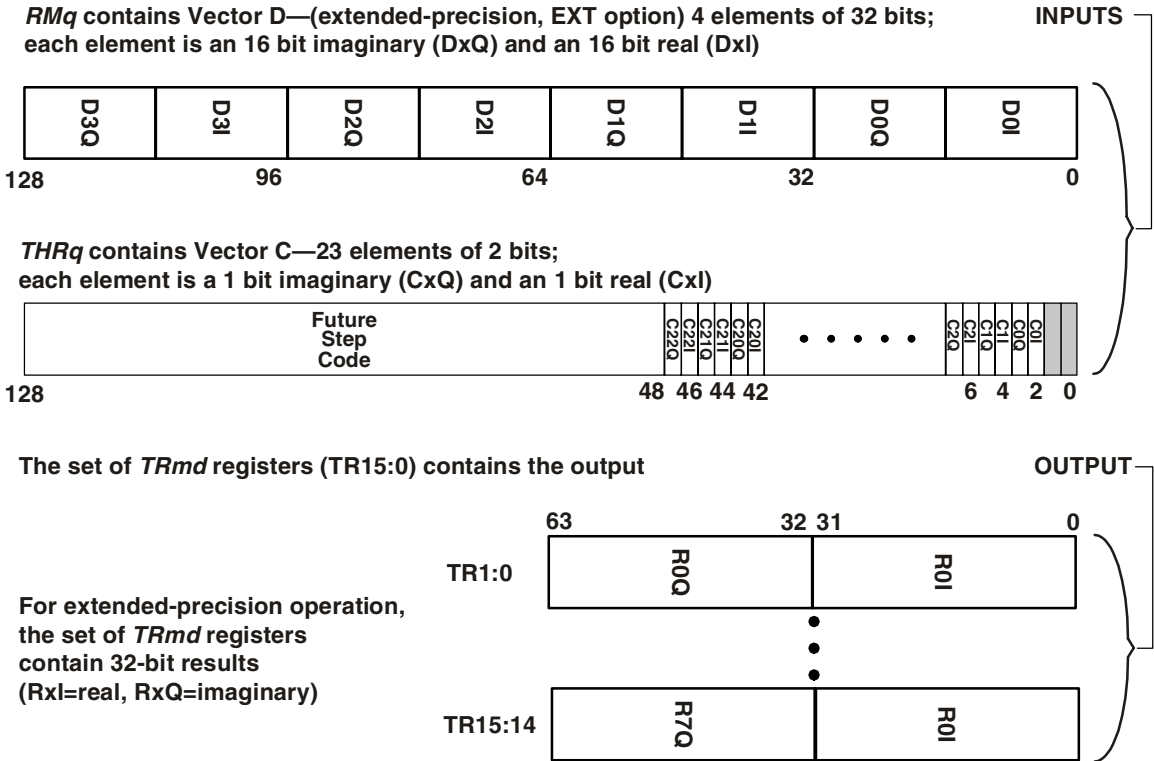 RMq contains Vector D—(extended-precision, EXT option) 4 elements of 32 bits;
each element is an 16 bit imaginary (DxQ) and an 16 bit real (DxI)
INPUTS
D3Q D3I D2Q D2I D1Q D1I D0Q D0I
128 96 64 32 0
THRq contains Vector C—23 elements of 2 bits;
each element is a 1 bit imaginary (CxQ) and an 1 bit real (CxI)
Future
Step
Code
C22Q C22I C21Q C21I C20Q C20I C2Q C2I C1Q C1I C0Q C0I
128 48 46 44 42 6 4 2 0
The set of TRmd registers (TR15:0) contains the output
OUTPUT
63 32 31 0
TR1:0 R0Q R0I
For extended-precision operation,
the set of TRmd registers
contain 32-bit results
(RxI=real, RxQ=imaginary)
TR15:14 R7Q R0I